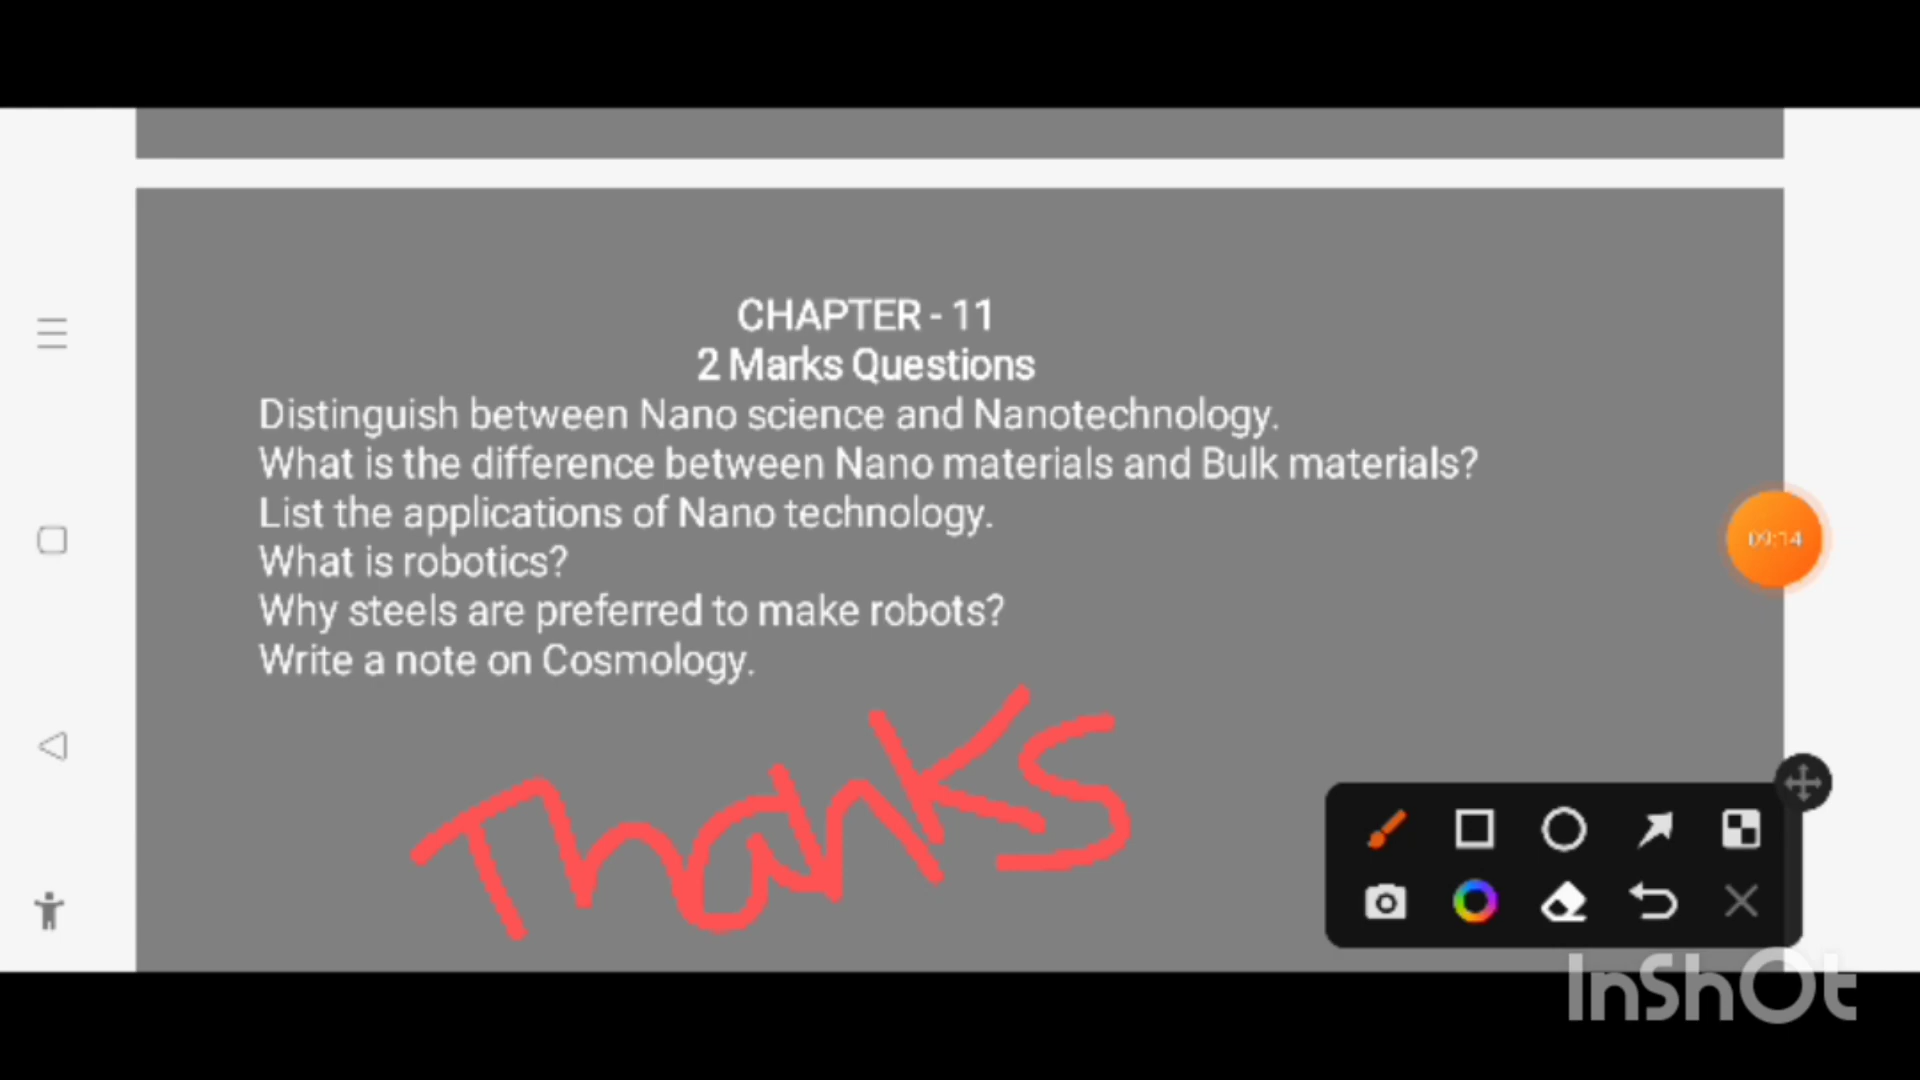 CHAPTER - 11
2 Marks Questions
Distinguish between Nano science and Nanotechnology.
What is the difference between Nano materials and Bulk materials?
List the applications of Nano technology.
What is robotics?
Why steels are preferred to make robots?
Write a note on Cosmology.
Thanks
09:14
InShOt